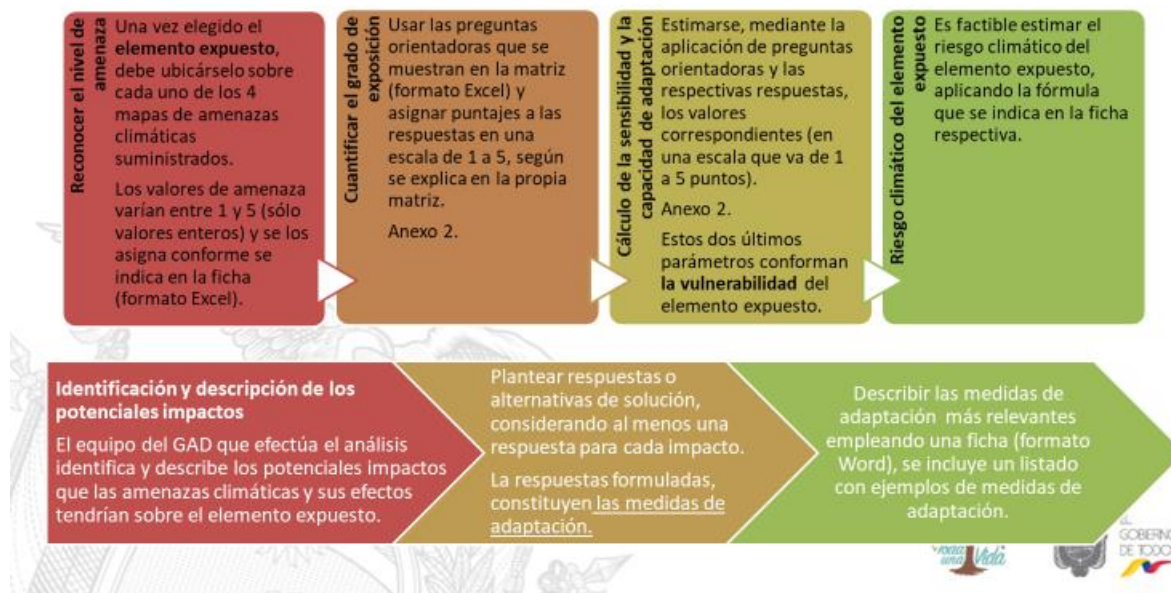 Reconocer el nivel de
amenaza
Una vez elegido el
elemento expuesto,
debe ubicárselo sobre
cada uno de los 4
mapas de amenazas
climáticas
suministrados.
Los valores de amenaza
varían entre 1 y 5 (sólo
valores enteros) y se los
asigna conforme se
indica en la ficha
(formato Excel).
Cuantificar el grado de
exposición
Usar las preguntas
orientadoras que se
muestran en la matriz
(formato Excel) y
asignar puntajes a las
respuestas en una
escala de 1 a 5, según
se explica en la propia
matriz.
Anexo 2.
Cálculo de la sensibilidad y la
capacidad de adaptación
Estimarse, mediante la
aplicación de preguntas
orientadoras y las
respectivas respuestas,
los valores
correspondientes (en
una escala que va de 1
a 5 puntos).
Anexo 2.
Estos dos últimos
parámetros conforman
la vulnerabilidad del
elemento expuesto.
Riesgo climático del elemento
expuesto
Es factible estimar el
riesgo climático del
elemento expuesto,
aplicando la fórmula
que se indica en la ficha
respectiva.
Identificación y descripción de los
potenciales impactos
El equipo del GAD que efectúa el análisis
identifica y describe los potenciales impactos
que las amenazas climáticas y sus efectos
tendrían sobre el elemento expuesto.
Plantear respuestas o
alternativas de solución,
considerando al menos una
respuesta para cada impacto.
La respuestas formuladas,
constituyen las medidas de
adaptación.
Describir las medidas de
adaptación más relevantes
empleando una ficha (formato
Word), se incluye un listado
con ejemplos de medidas de
adaptación.
una Vida
GOBIERNO
DE TODO